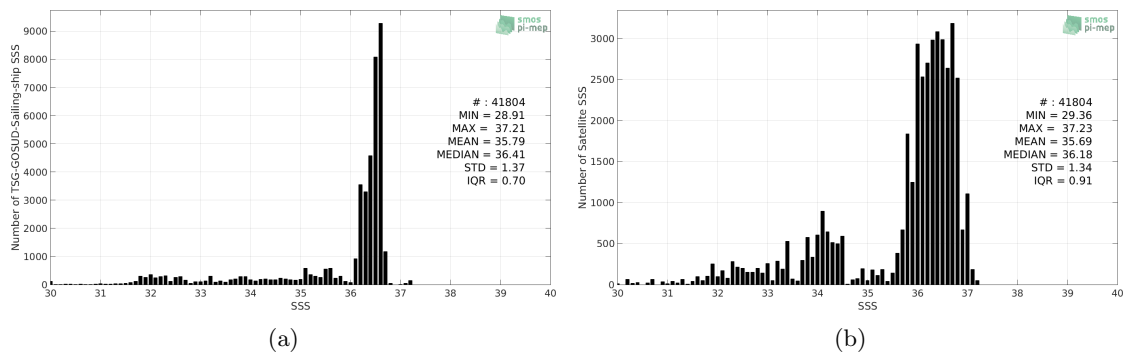 smos
pi-mep
Number of TSG-GOSUD-Sailing-ship SSS
9000
8000
7000
6000
5000
4000
3000
2000
1000
0
# : 41804
MIN = 28.91
MAX = 37.21
MEAN = 35.79
MEDIAN = 36.41
STD = 1.37
IQR = 0.70
30 31 32 33 34 35 36 37 38 39 40
SSS
(a)
smos
pi-mep
Number of Satellite SSS
3000
2500
2000
1500
1000
500
0
# : 41804
MIN = 29.36
MAX = 37.23
MEAN = 35.69
MEDIAN = 36.18
STD = 1.34
IQR = 0.91
30 31 32 33 34 35 36 37 38 39 40
SSS
(b)